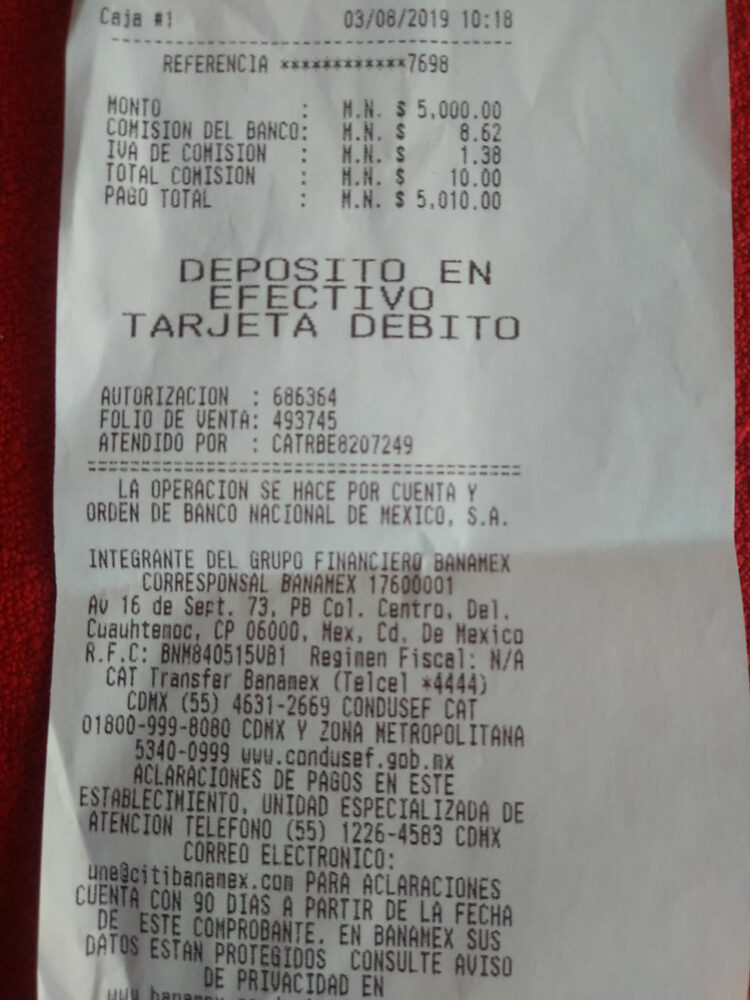 Caja #1 03/08/2019 10:18
REFERENCIA ************7698
MONTO : M.N. $ 5,000.00
COMISION DEL BANCO: M.N. $ 8.62
IVA DE COMISION : M.N. $ 1.38
TOTAL COMISION : M.N. $ 10.00
PAGO TOTAL : M.N. $ 5,010.00
DEPOSITO EN
EFECTIVO
TARJETA DEBITO
AUTORIZACION : 686364
FOLIO DE VENTA: 493745
ATENDIDO POR : CATRBE8207249
LA OPERACION SE HACE POR CUENTA Y
ORDEN DE BANCO NACIONAL DE MEXICO, S.A.
INTEGRANTE DEL GRUPO FINANCIERO BANAMEX
CORRESPONSAL BANAMEX 17600001
Av 16 de Sept. 73, PB Col. Centro, Del.
Cuauhtemoc, CP 06000, Mex, Cd. De Mexico
R.F.C: BNM840515VB1 Regimen Fiscal: N/A
CAT Transfer Banamex (Telcel *4444)
CDMX (55) 4631-2669 CONDUSEF CAT
01800-999-8080 CDMX Y ZONA METROPOLITANA
5340-0999 www.condusef.gob.mx
ACLARACIONES DE PAGOS EN ESTE
ESTABLECIMIENTO, UNIDAD ESPECIALIZADA DE
ATENCION TELEFONO (55) 1226-4583 CDMX
CORREO ELECTRONICO:
une@citibanamex.com PARA ACLARACIONES
CUENTA CON 90 DIAS A PARTIR DE LA FECHA
DE ESTE COMPROBANTE. EN BANAMEX SUS
DATOS ESTAN PROTEGIDOS CONSULTE AVISO
DE PRIVACIDAD EN